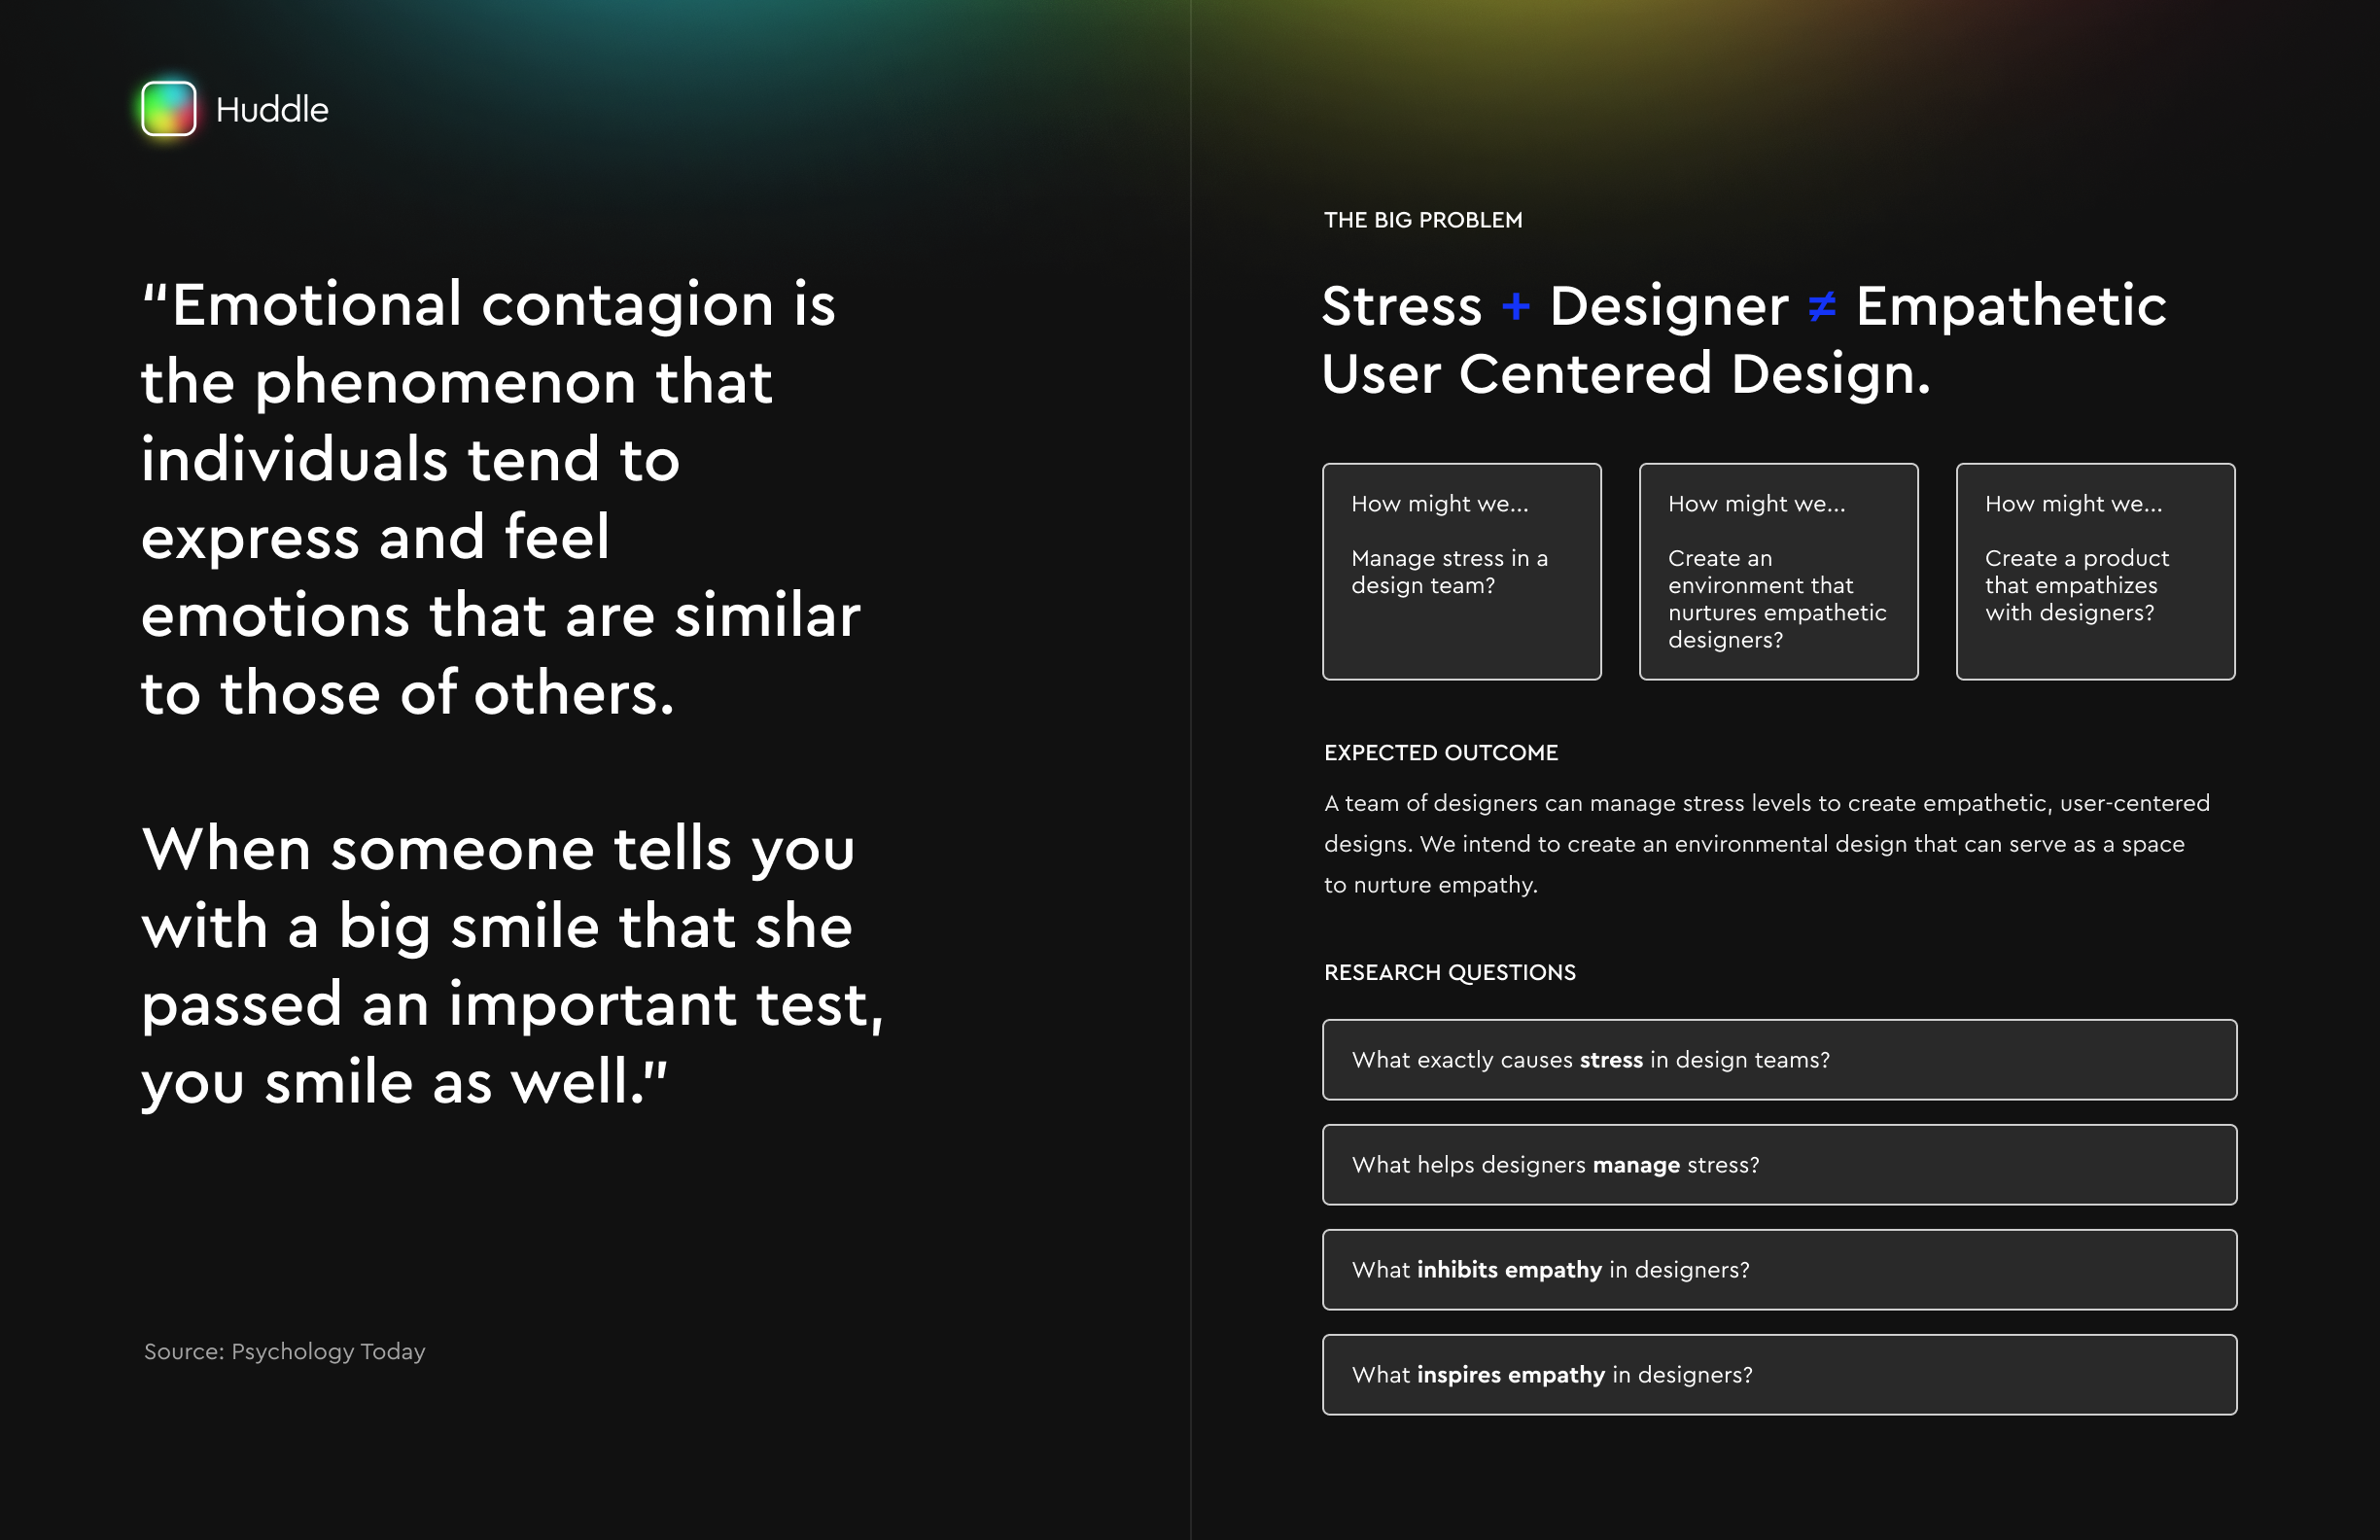 Huddle
“Emotional contagion is
the phenomenon that
individuals tend to
express and feel
emotions that are similar
to those of others.
When someone tells you
with a big smile that she
passed an important test,
you smile as well.”
Source: Psychology Today
THE BIG PROBLEM
Stress + Designer ≠ Empathetic
User Centered Design.
How might we...
Manage stress in a
design team?
How might we...
Create an
environment that
nurtures empathetic
designers?
How might we...
Create a product
that empathizes
with designers?
EXPECTED OUTCOME
A team of designers can manage stress levels to create empathetic, user-centered
designs. We intend to create an environmental design that can serve as a space
to nurture empathy.
RESEARCH QUESTIONS
What exactly causes stress in design teams?
What helps designers manage stress?
What inhibits empathy in designers?
What inspires empathy in designers?